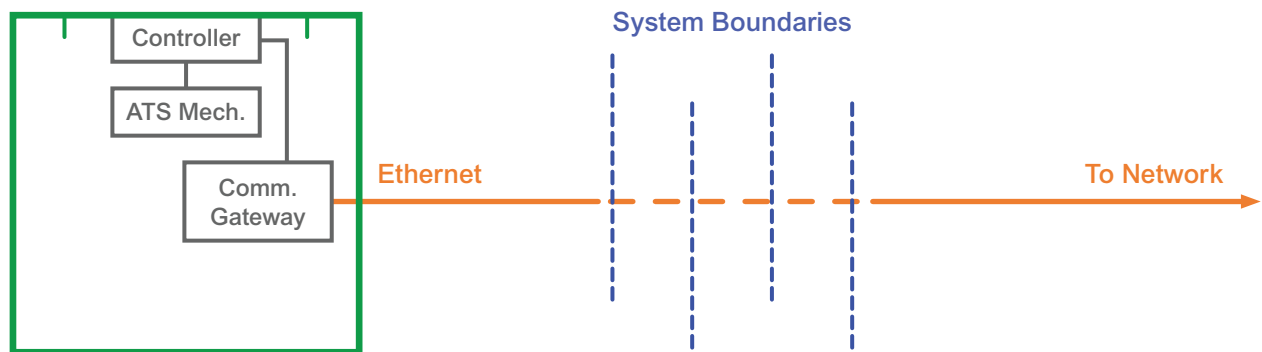 System Boundaries
Controller
ATS Mech.
Ethernet
To Network
Comm.
Gateway